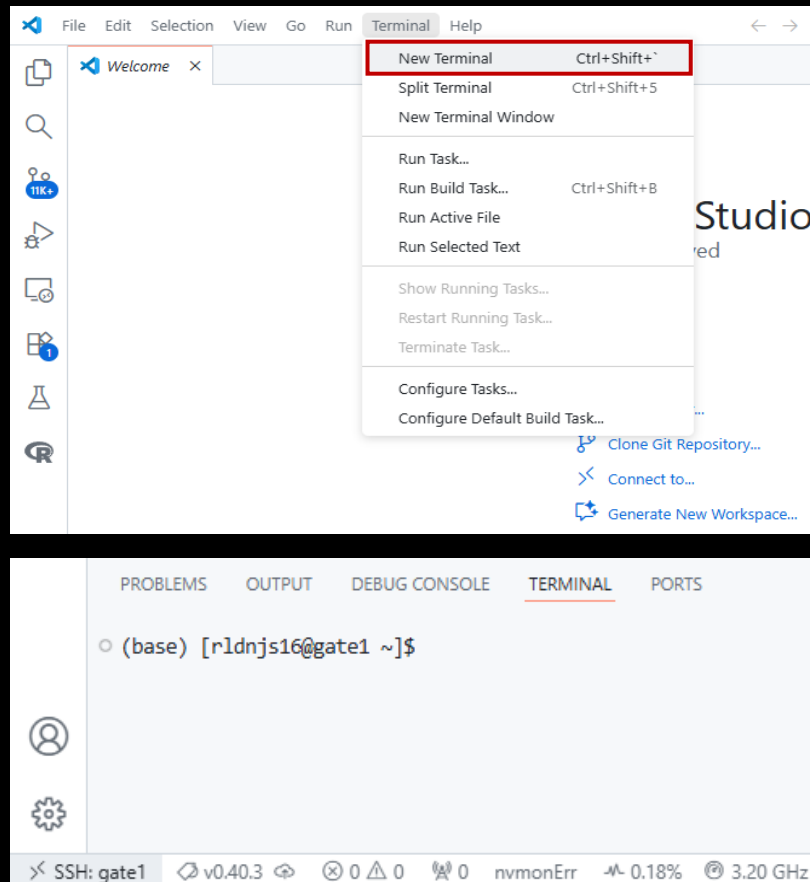 File Edit Selection View Go Run Terminal Help
Welcome
New Terminal Ctrl+Shift+`
Split Terminal Ctrl+Shift+5
New Terminal Window
11K+
Run Task...
Run Build Task... Ctrl+Shift+B
Run Active File
Studio
Run Selected Text
ved
Show Running Tasks...
Restart Running Task...
Terminate Task...
1
Configure Tasks...
Configure Default Build Task...
...
R
Clone Git Repository...
Connect to...
Generate New Workspace...
PROBLEMS OUTPUT DEBUG CONSOLE TERMINAL PORTS
(base) [rldnjs16@gate1 ~]$
SSH: gate1 v0.40.3 0 0 0 nvmonErr 0.18% 3.20 GHz